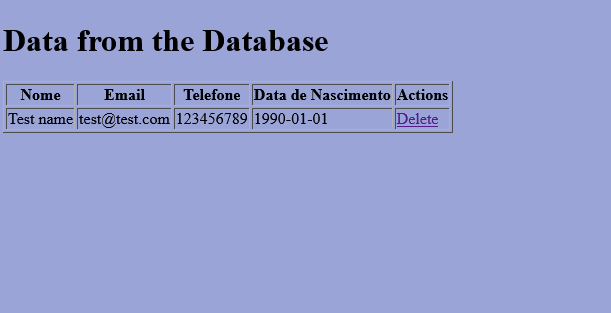 Data from the Database
Nome Email Telefone Data de Nascimento Actions
Test name test@test.com 123456789 1990-01-01 Delete